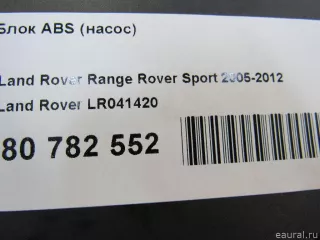 Блок ABS (насос)
Land Rover Range Rover Sport 2005-2012
Land Rover LR041420
80 782 552
eaural.ru